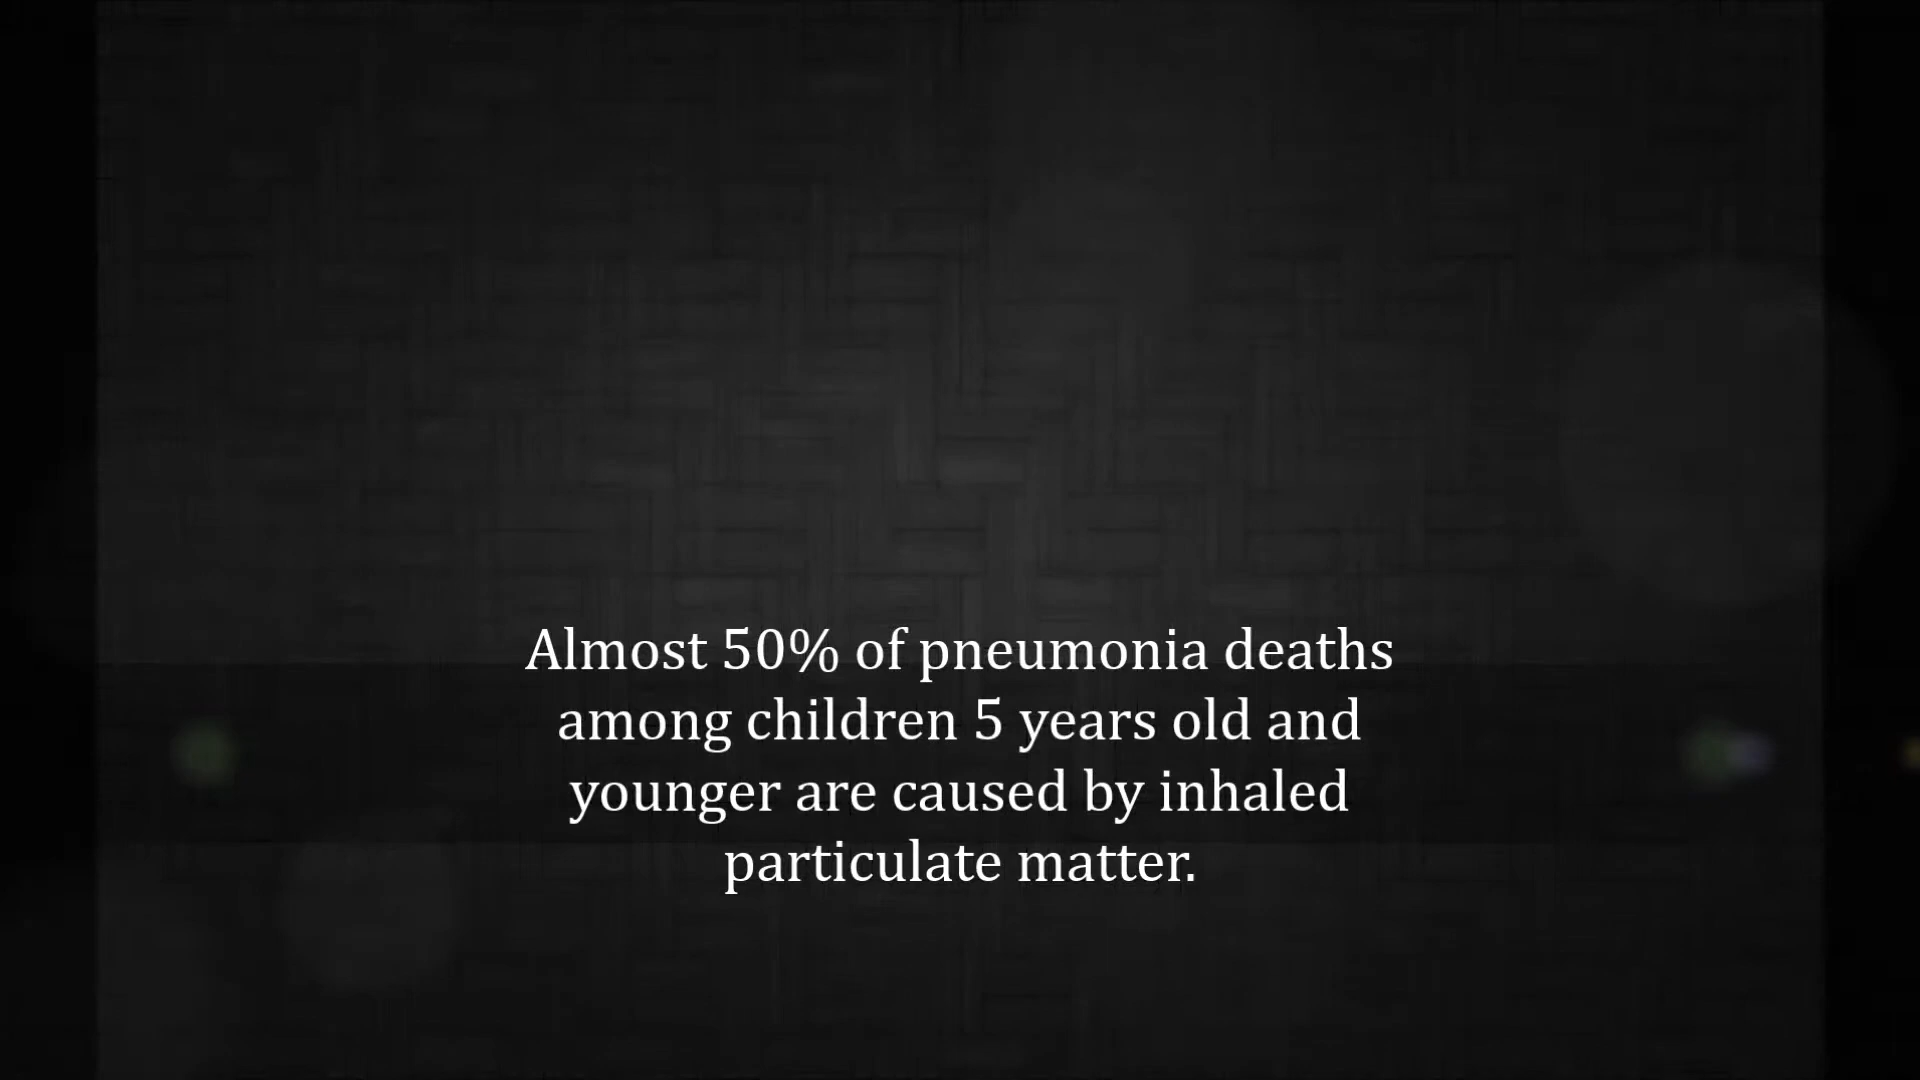 Almost 50% of pneumonia deaths
among children 5 years old and
younger are caused by inhaled
particulate matter.